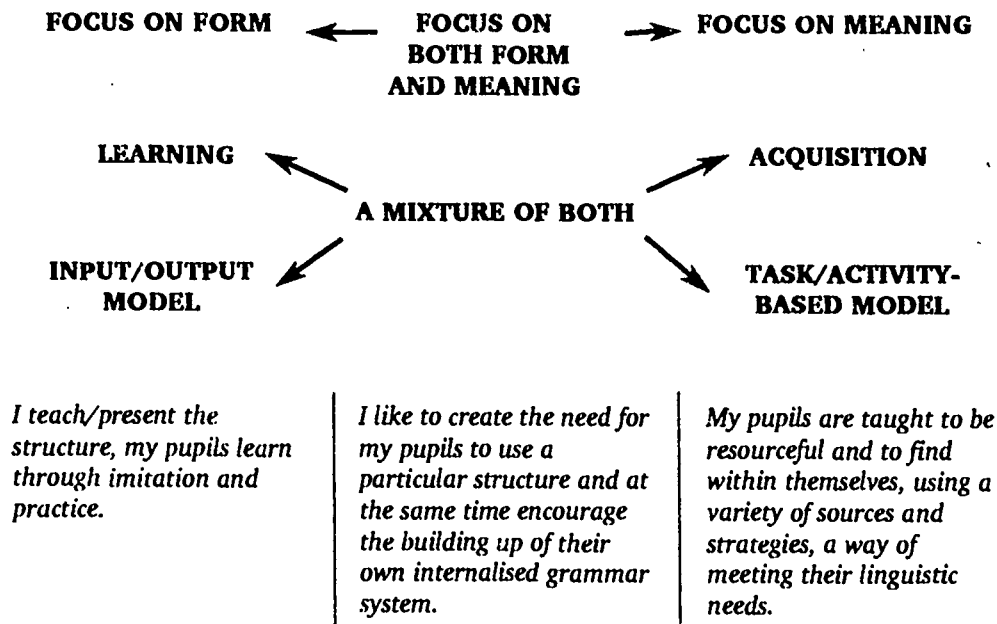 FOCUS ON FORM
FOCUS ON
BOTH FORM
AND MEANING
FOCUS ON MEANING
LEARNING
ACQUISITION
A MIXTURE OF BOTH
INPUT/OUTPUT
MODEL
TASK/ACTIVITY-
BASED MODEL
I teach/present the
structure, my pupils learn
through imitation and
practice.
I like to create the need for
my pupils to use a
particular structure and at
the same time encourage
the building up of their
own internalised grammar
system.
My pupils are taught to be
resourceful and to find
within themselves, using a
variety of sources and
strategies, a way of
meeting their linguistic
needs.